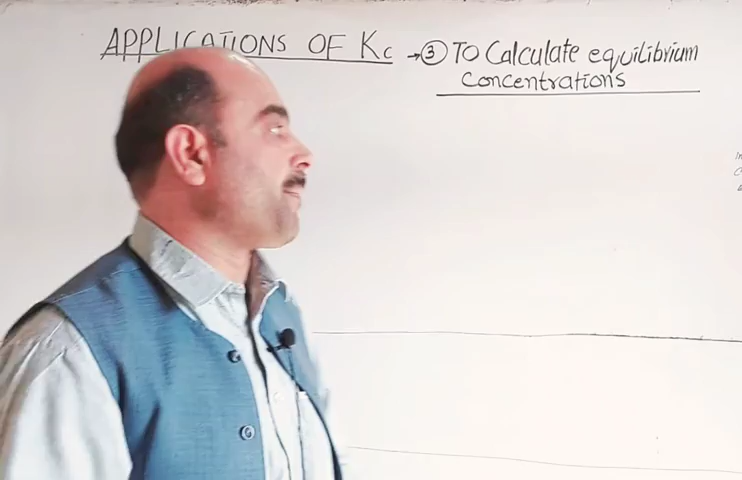 APPLICATIONS OF Kc → ③ To Calculate equilibrium
Concentrations